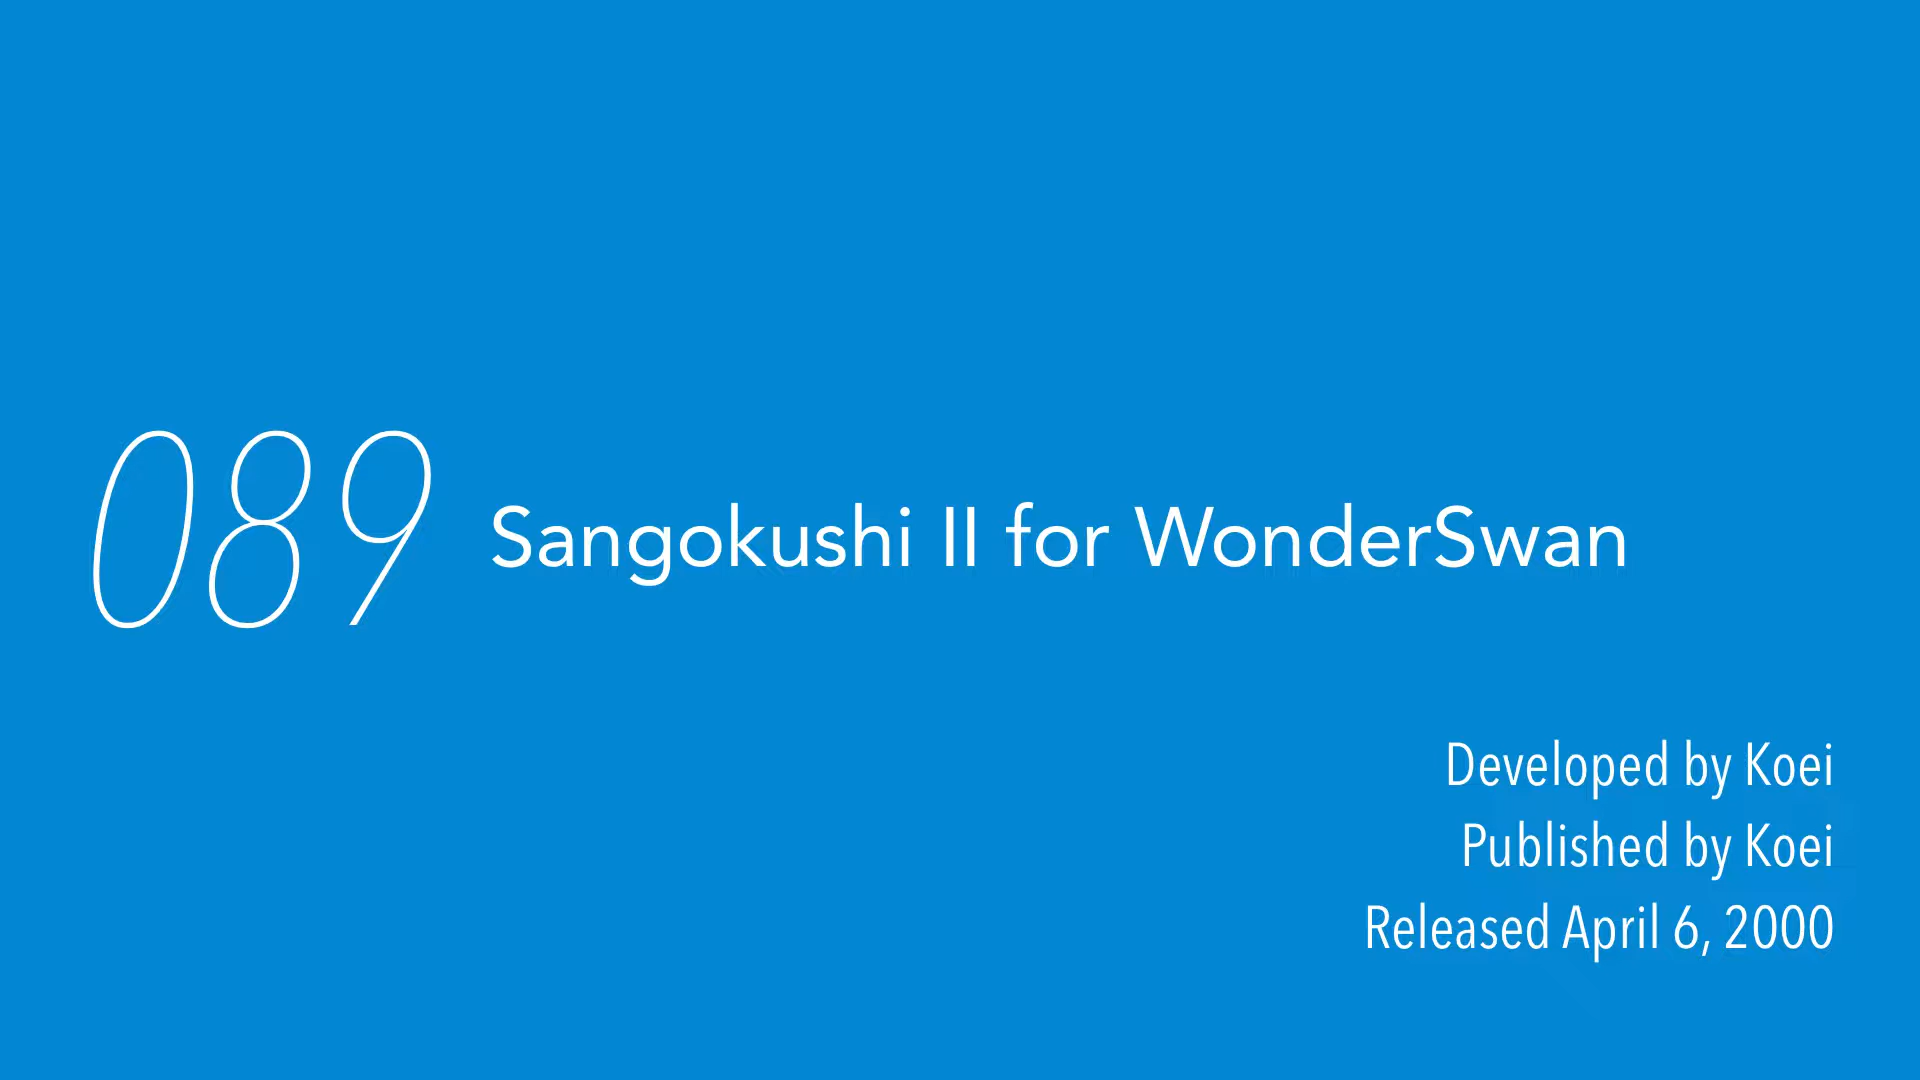 089
Sangokushi II for WonderSwan
Developed by Koei
Published by Koei
Released April 6, 2000